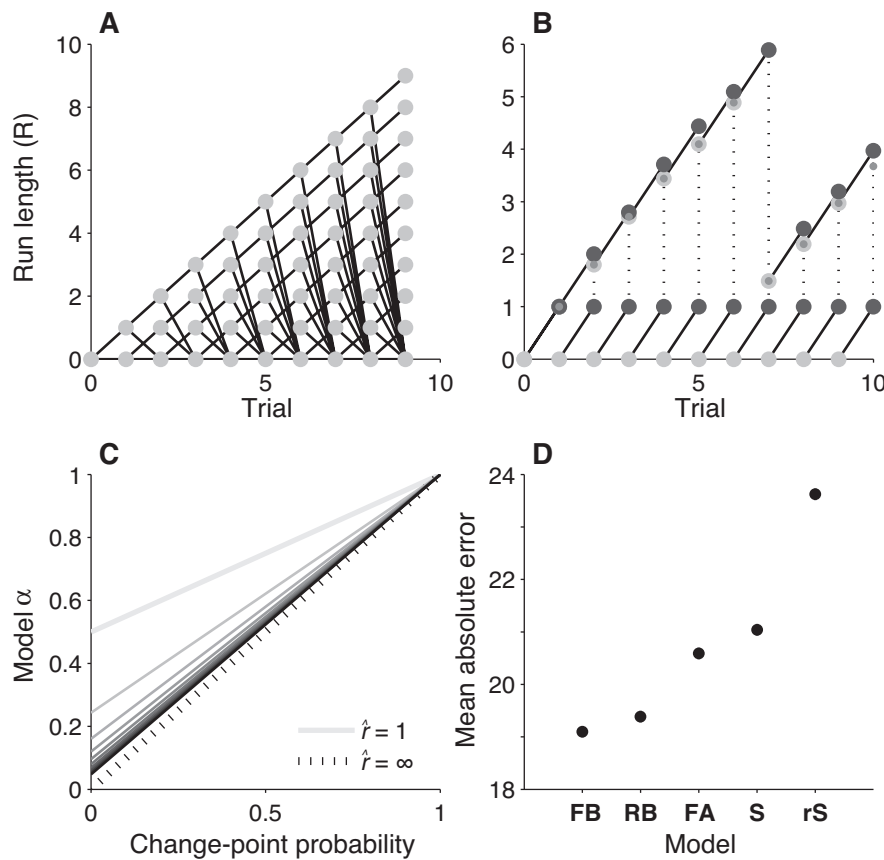 A
10
8
6
4
2
0
0
5
10
Run length (R)
Trial
B
6
5
4
3
2
1
0
0
5
10
Trial
C
1
0.8
0.6
0.4
0.2
0
0
0.5
1
Model α
Change-point probability
r̂ = 1
r̂ = ∞
D
24
22
20
18
Mean absolute error
FB
RB
FA
S
rS
Model